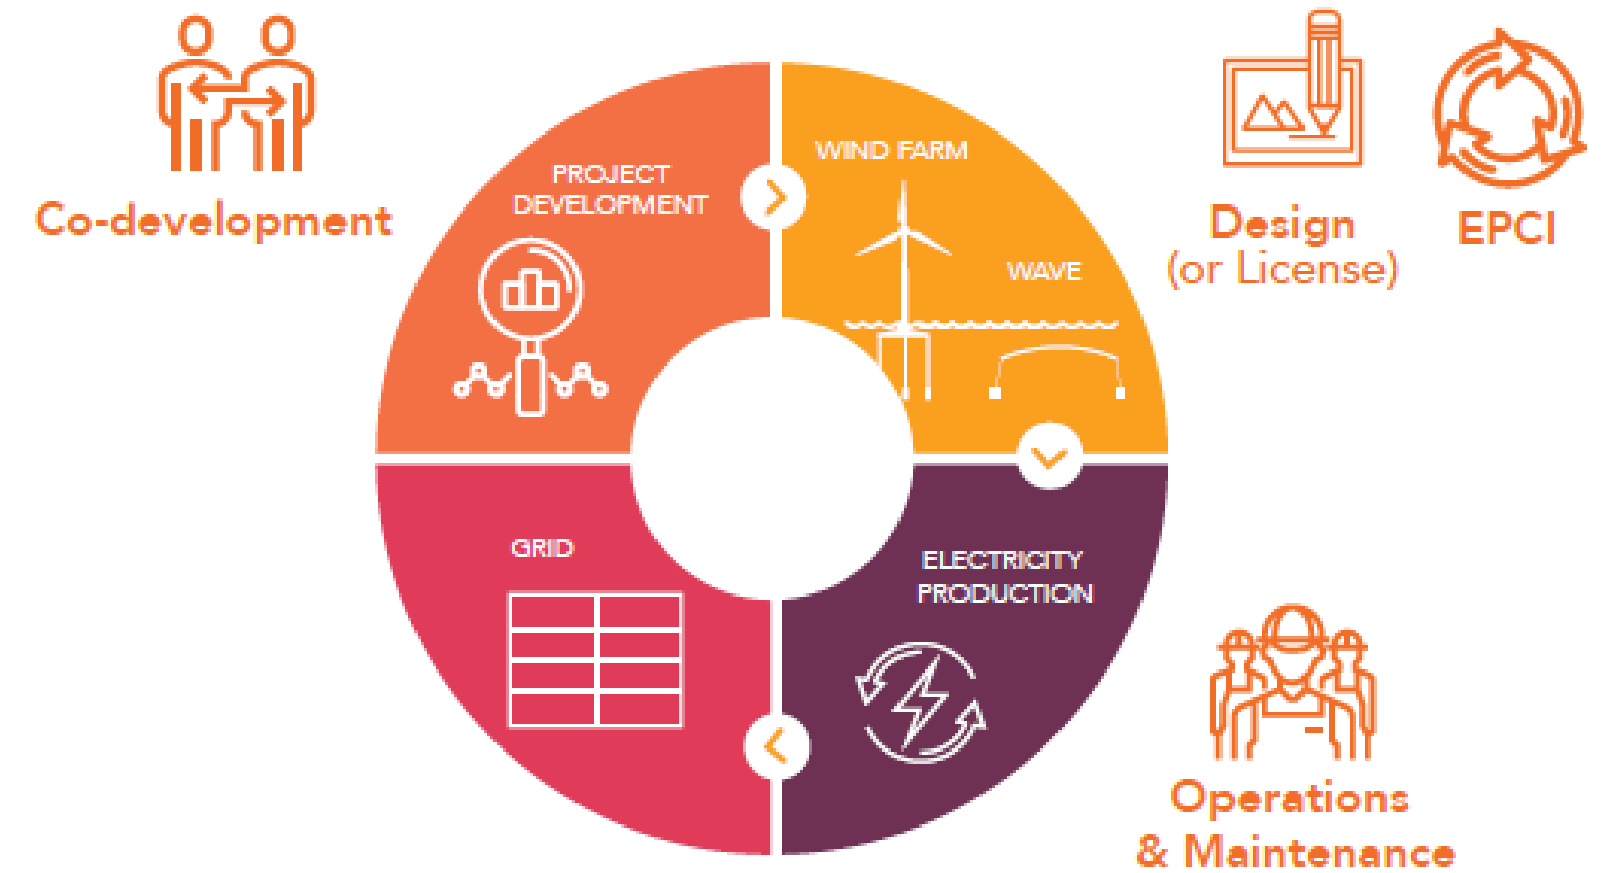 Co-development
PROJECT
DEVELOPMENT
WIND FARM
WAVE
Design
(or License)
EPCI
GRID
ELECTRICITY
PRODUCTION
Operations
& Maintenance